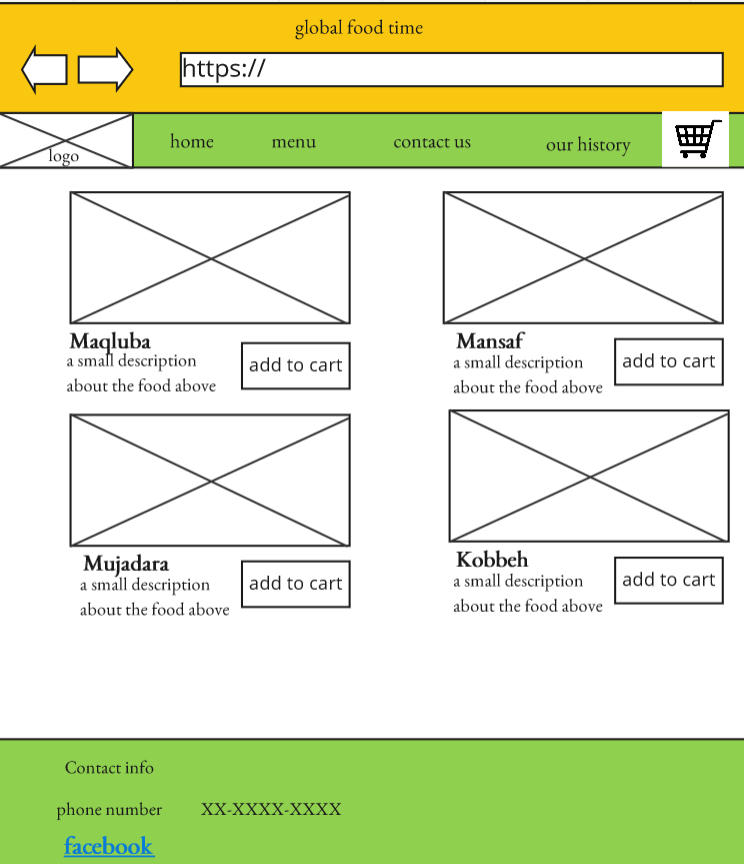 global food time
https://
logo
home menu contact us our history
Maqluba
a small description
about the food above
add to cart
Mansaf
a small description
about the food above
add to cart
Mujadara
a small description
about the food above
add to cart
Kobbeh
a small description
about the food above
add to cart
Contact info
phone number XX-XXXX-XXXX
facebook